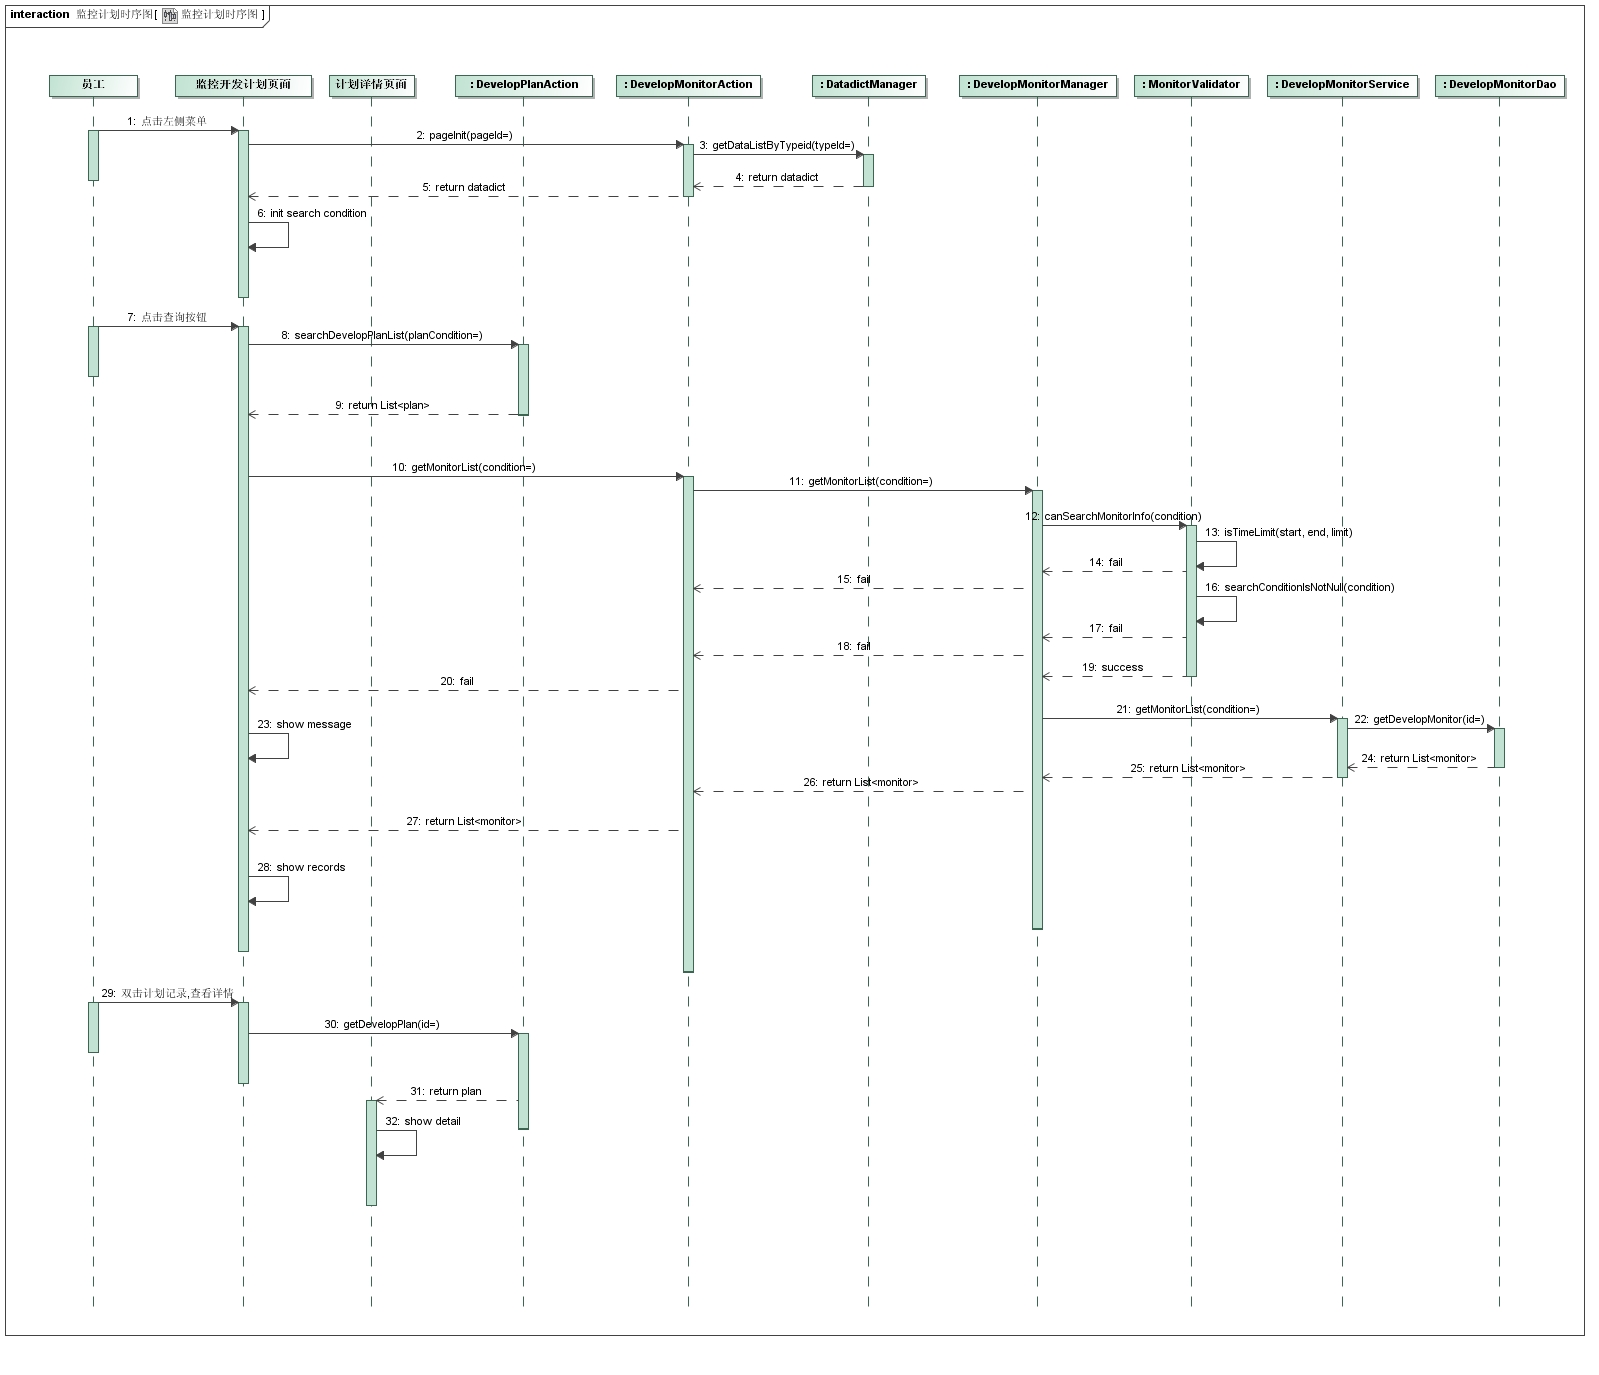 interaction 监控计划时序图[ 监控计划时序图 ]
员工
监控开发计划页面
计划详情页面
: DevelopPlanAction
: DevelopMonitorAction
: DatadictManager
: DevelopMonitorManager
: MonitorValidator
: DevelopMonitorService
: DevelopMonitorDao
1: 点击左侧菜单
2: pageInit(pageId=)
3: getDataListByTypeid(typeId=)
4: return datadict
5: return datadict
6: init search condition
7: 点击查询按钮
8: searchDevelopPlanList(planCondition=)
9: return List<plan>
10: getMonitorList(condition=)
11: getMonitorList(condition=)
12: canSearchMonitorInfo(condition)
13: isTimeLimit(start, end, limit)
14: fail
15: fail
16: searchConditionIsNotNull(condition)
17: fail
18: fail
19: success
20: fail
21: getMonitorList(condition=)
22: getDevelopMonitor(id=)
23: show message
24: return List<monitor>
25: return List<monitor>
26: return List<monitor>
27: return List<monitor>
28: show records
29: 双击计划记录,查看详情
30: getDevelopPlan(id=)
31: return plan
32: show detail